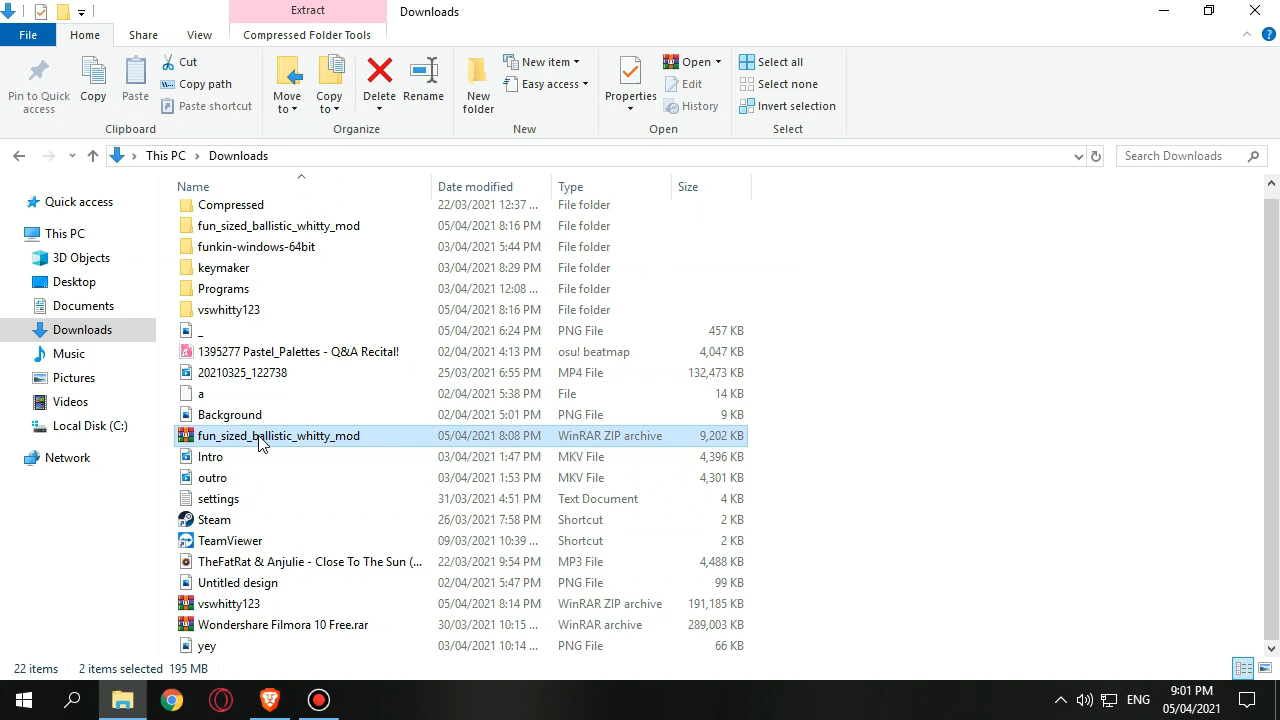 Extract
Downloads
File
Home
Share
View
Compressed Folder Tools
Pin to Quick access
Copy
Paste
Cut
Copy path
Paste shortcut
Clipboard
Move to
Copy to
Delete
Rename
Organize
New folder
New item
Easy access
New
Properties
Open
Edit
History
Open
Select all
Select none
Invert selection
Select
This PC > Downloads
Search Downloads
Quick access
This PC
3D Objects
Desktop
Documents
Downloads
Music
Pictures
Videos
Local Disk (C:)
Network
Name Date modified Type Size
Compressed 22/03/2021 12:37 ... File folder
fun_sized_ballistic_whitty_mod 05/04/2021 8:16 PM File folder
funkin-windows-64bit 03/04/2021 5:44 PM File folder
keymaker 03/04/2021 8:29 PM File folder
Programs 03/04/2021 12:08 ... File folder
vswhitty123 05/04/2021 8:16 PM File folder
_ 05/04/2021 6:24 PM PNG File 457 KB
1395277 Pastel_Palettes - Q&A Recital! 02/04/2021 4:13 PM osu! beatmap 4,047 KB
20210325_122738 25/03/2021 6:55 PM MP4 File 132,473 KB
a 02/04/2021 5:38 PM File 14 KB
Background 02/04/2021 5:01 PM PNG File 9 KB
fun_sized_ballistic_whitty_mod 05/04/2021 8:08 PM WinRAR ZIP archive 9,202 KB
Intro 03/04/2021 1:47 PM MKV File 4,396 KB
outro 03/04/2021 1:53 PM MKV File 4,301 KB
settings 31/03/2021 4:51 PM Text Document 4 KB
Steam 26/03/2021 7:58 PM Shortcut 2 KB
TeamViewer 09/03/2021 10:39 ... Shortcut 2 KB
TheFatRat & Anjulie - Close To The Sun (... 22/03/2021 9:54 PM MP3 File 4,488 KB
Untitled design 02/04/2021 5:47 PM PNG File 99 KB
vswhitty123 05/04/2021 8:14 PM WinRAR ZIP archive 191,185 KB
Wondershare Filmora 10 Free.rar 30/03/2021 10:15 ... WinRAR archive 289,003 KB
yey 03/04/2021 10:14 ... PNG File 66 KB
22 items 2 items selected 195 MB
ENG
9:01 PM
05/04/2021